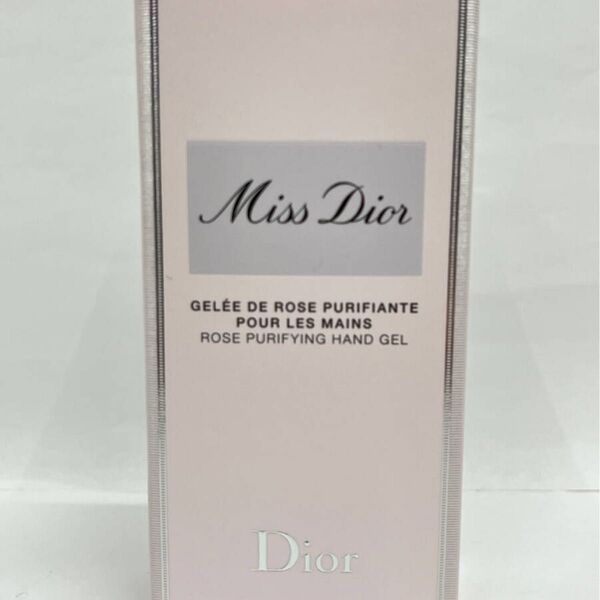 Miss Dior
GELÉE DE ROSE PURIFIANTE
POUR LES MAINS
ROSE PURIFYING HAND GEL
Dior